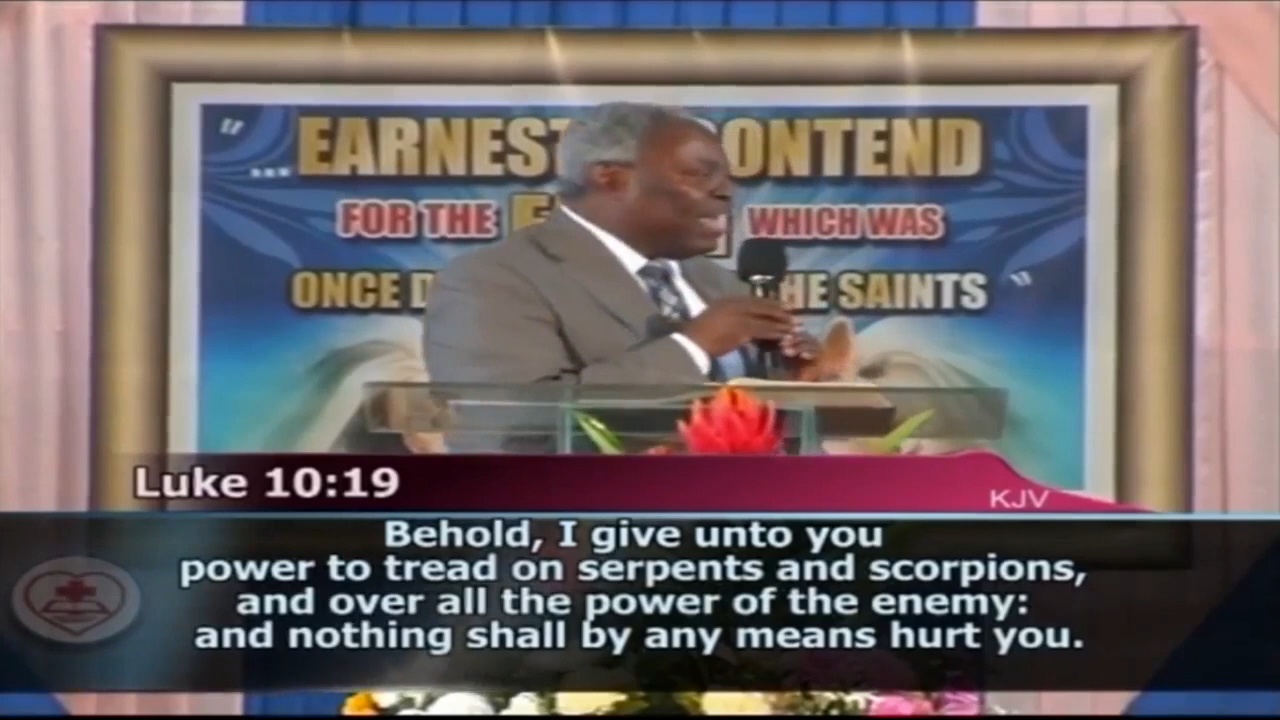 "
... EARNEST CONTEND
FOR THE F WHICH WAS
ONCE D HE SAINTS "
Luke 10:19
KJV
Behold, I give unto you
power to tread on serpents and scorpions,
and over all the power of the enemy:
and nothing shall by any means hurt you.